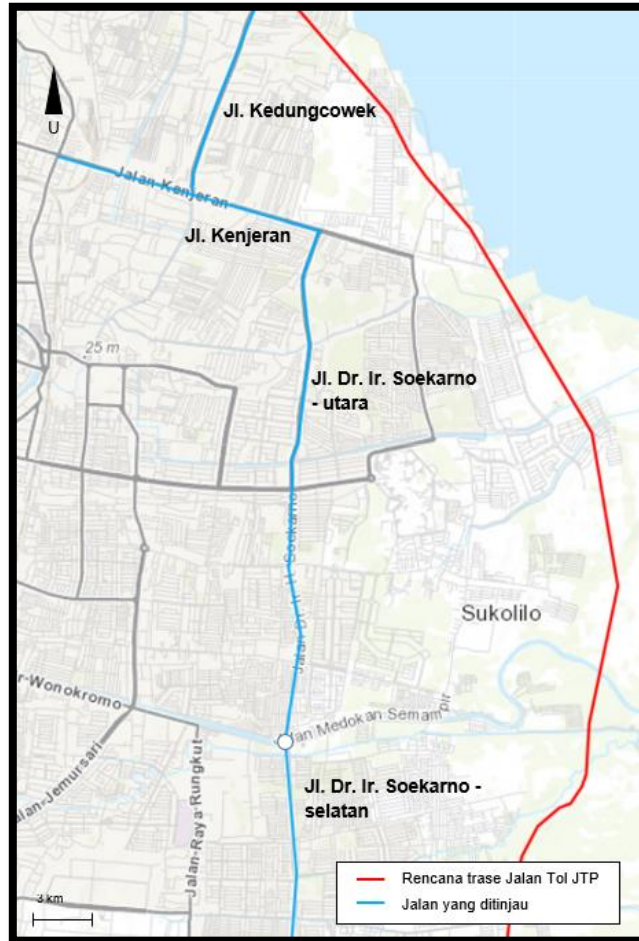 Jl. Kedungcowek
U
Jalan Kenjeran
Jl. Kenjeran
25 m
Jl. Dr. Ir. Soekarno
- utara
Jalan Dr. Ir. H. Soekarno
Sukolilo
r-Wonokromo
Jalan Medokan Semampir
alan-Jemursari
Jalan-Raya-Rungkut
Jl. Dr. Ir. Soekarno -
selatan
Rencana trase Jalan Tol JTP
3 km
Jalan yang ditinjau